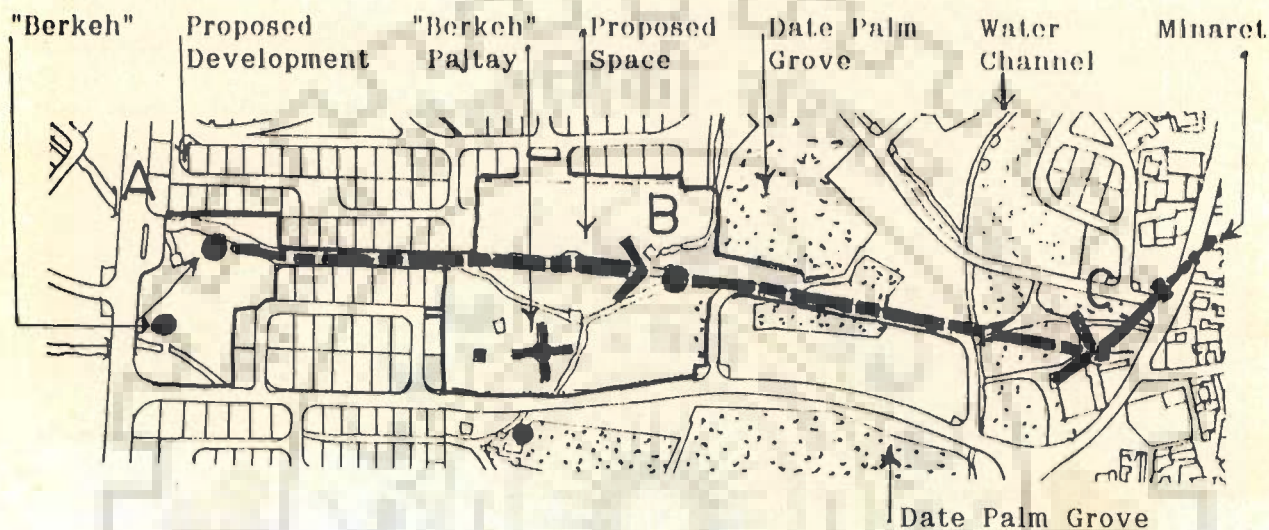 "Berkeh"
Proposed
Development
"Berkeh"
Pajtay
Proposed
Space
Date Palm
Grove
Water
Channel
Minaret
A
B
C
Date Palm Grove